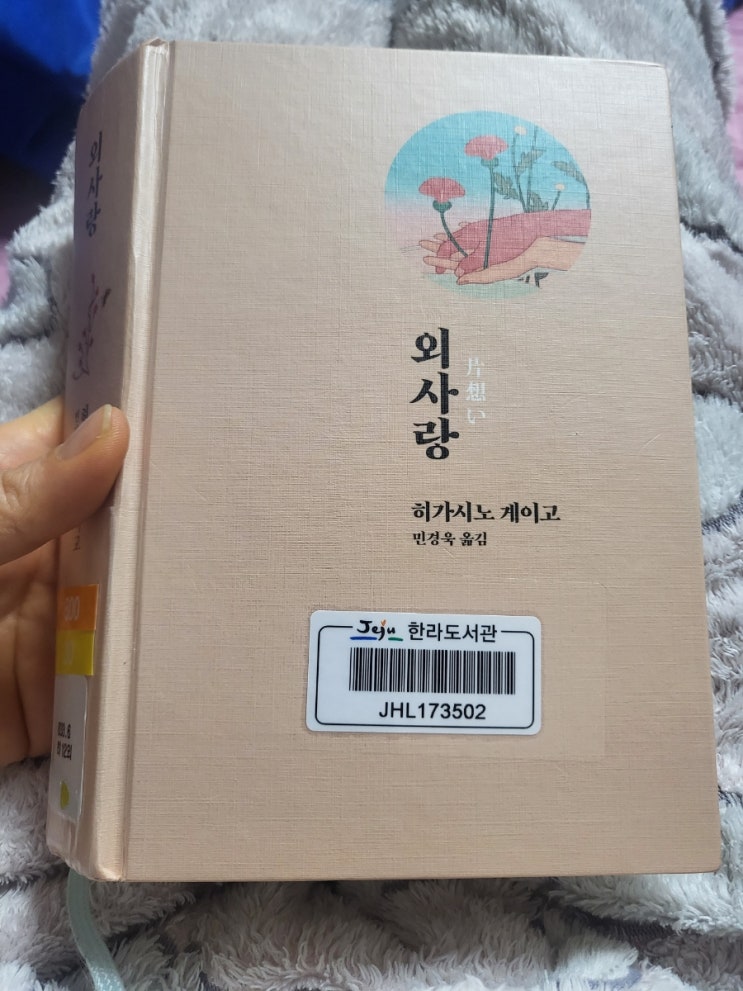 외사랑
외사랑
片想い
히가시노 게이고
민경욱 옮김
Jeju 한라도서관
JHL173502